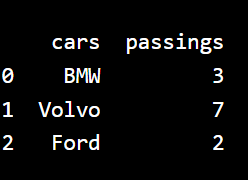 cars passings
0 BMW 3
1 Volvo 7
2 Ford 2